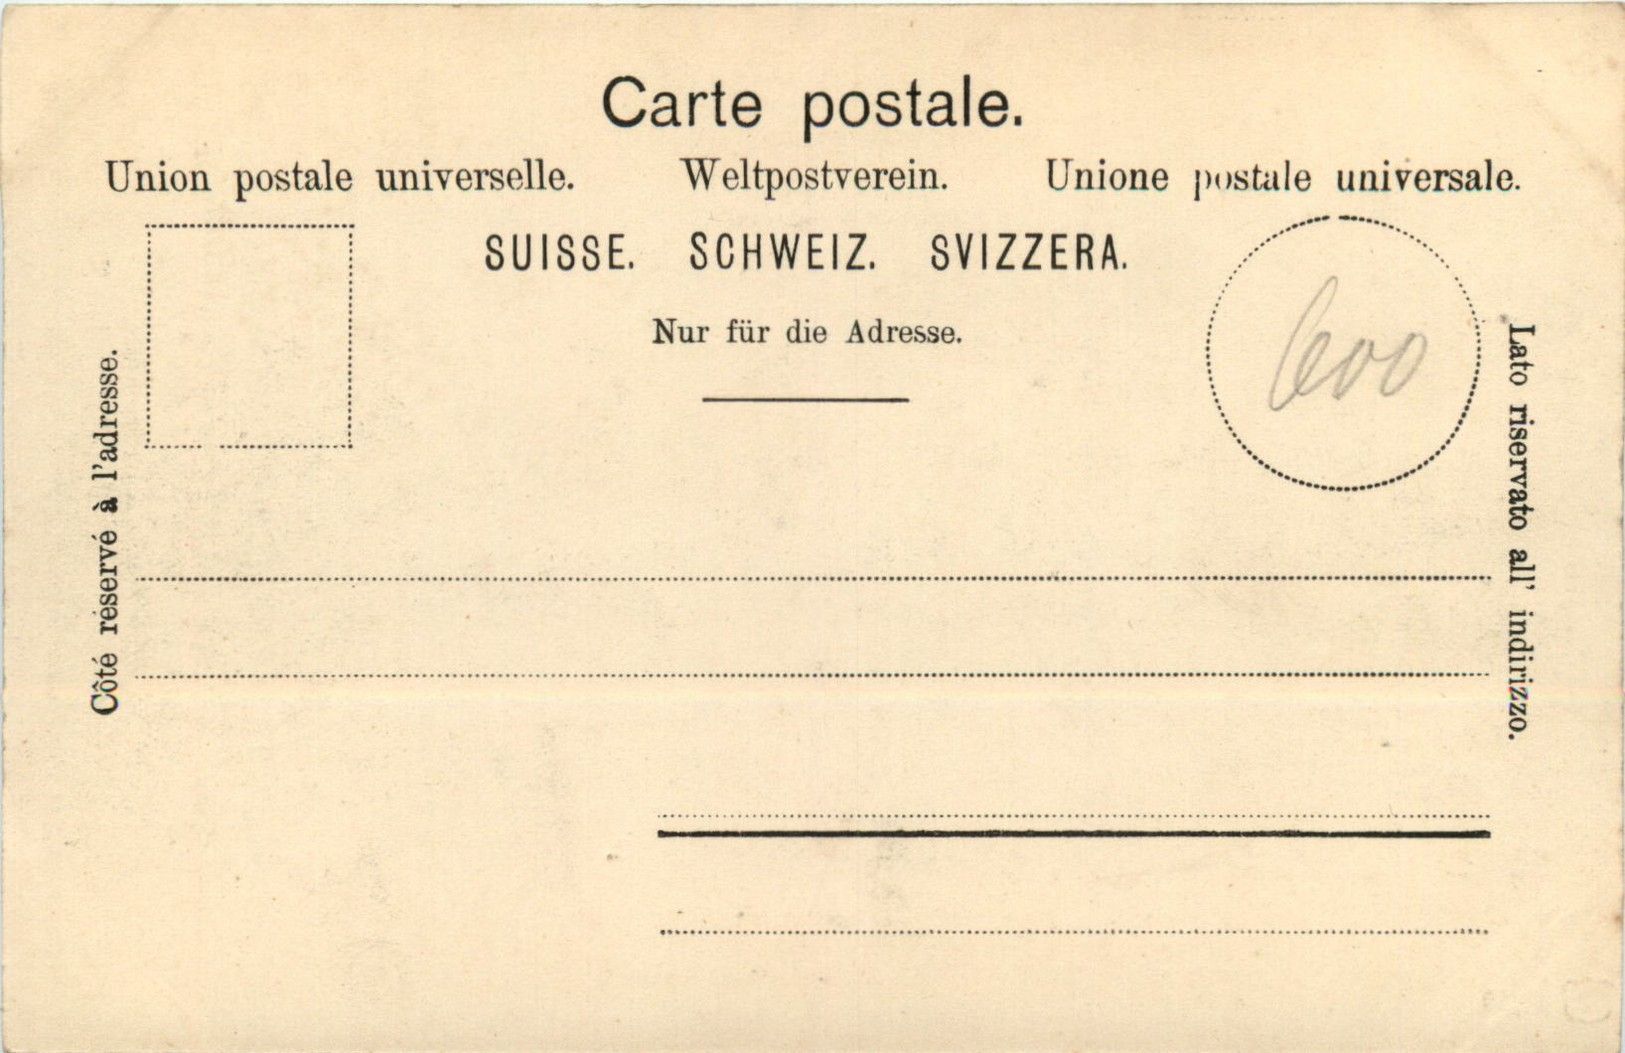 Carte postale.
Union postale universelle. Weltpostverein. Unione postale universale.
SUISSE. SCHWEIZ. SVIZZERA.
Nur für die Adresse.
600
Côté réservé à l'adresse.
Lato riservato all' indirizzo.